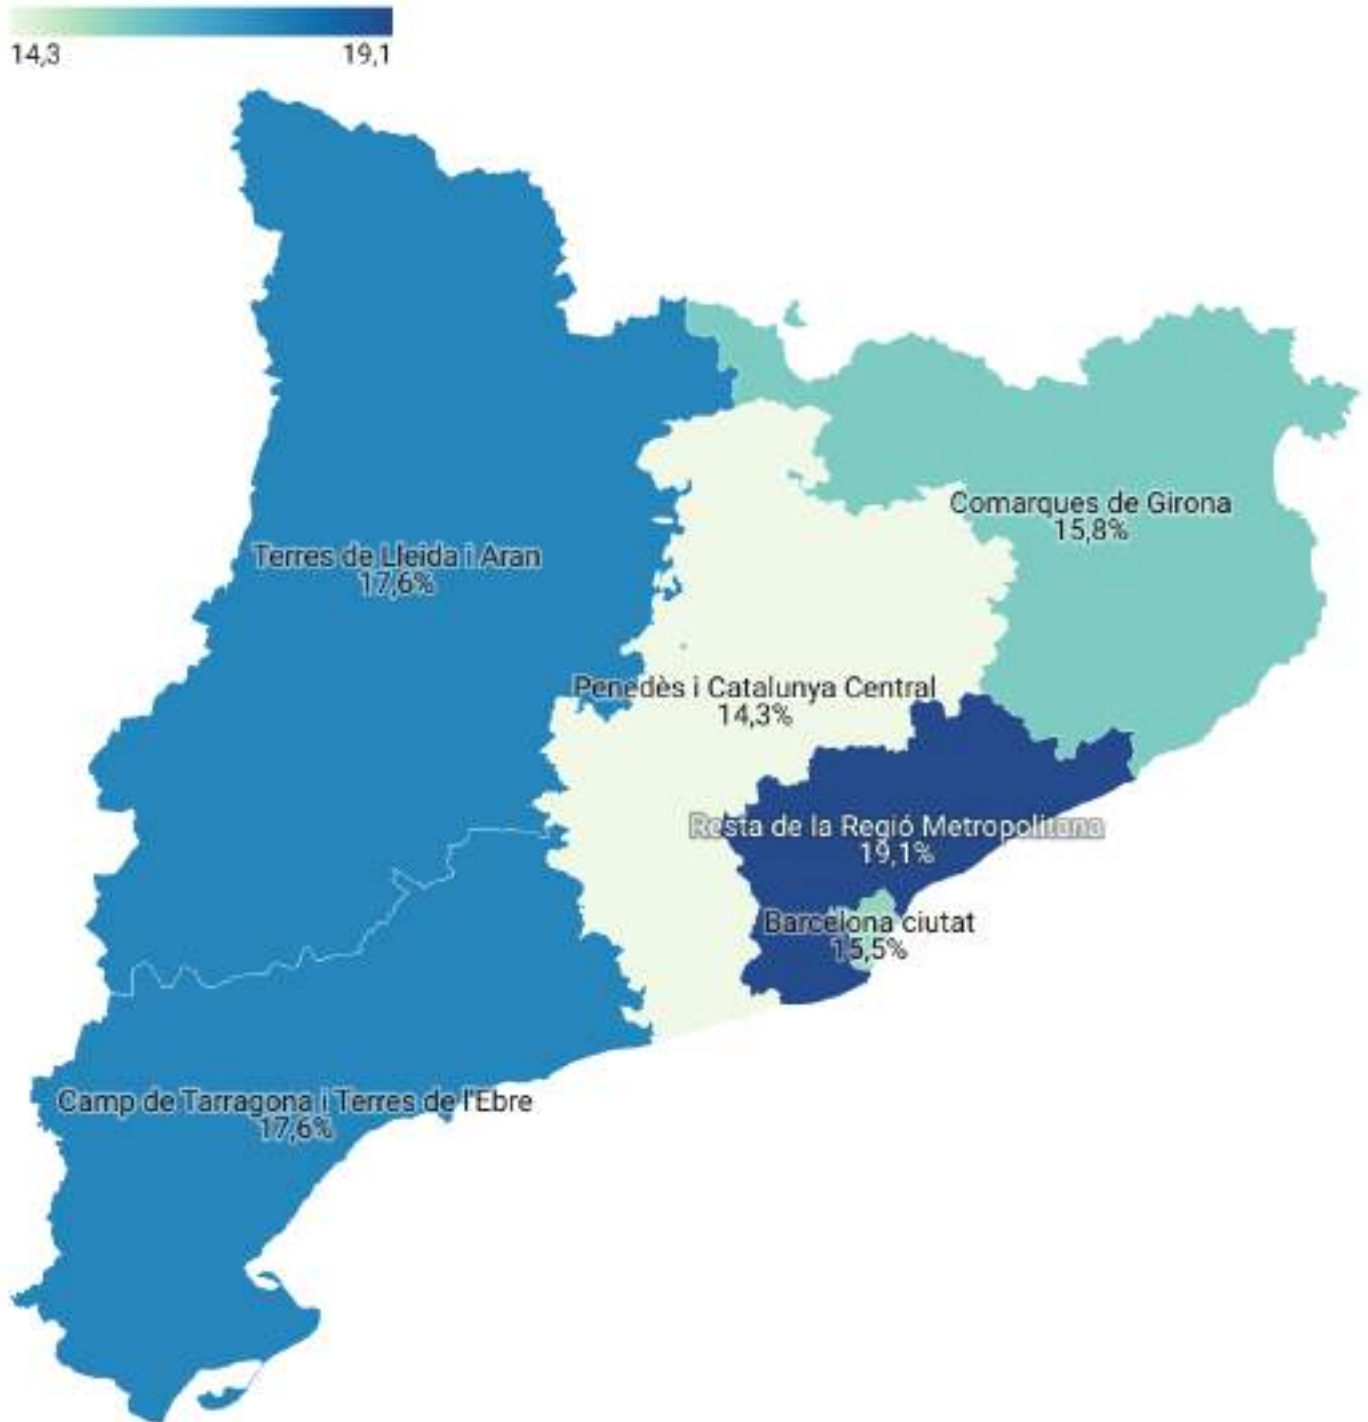 14,3 19,1
Comarques de Girona
15,8%
Terres de Lleida i Aran
17,6%
Penedès i Catalunya Central
14,3%
Resta de la Regió Metropolitana
19,1%
Barcelona ciutat
15,5%
Camp de Tarragona i Terres de l'Ebre
17,6%